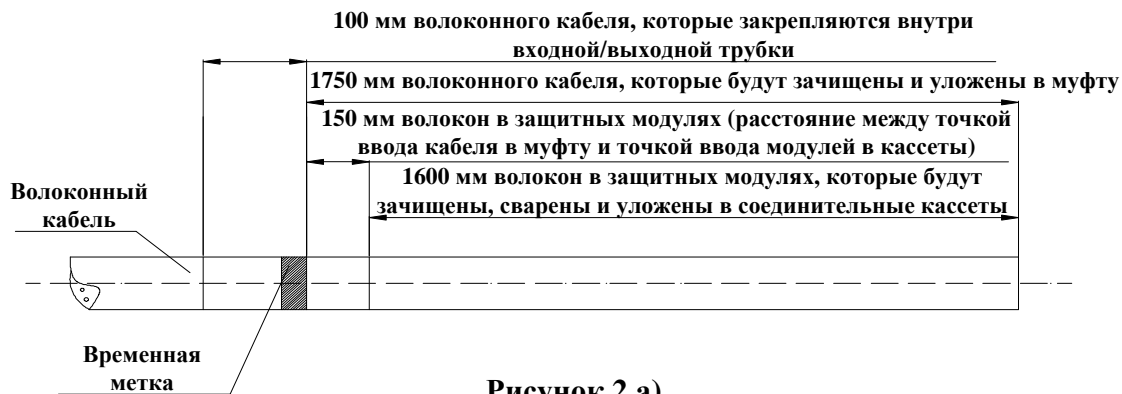 100 мм волоконного кабеля, которые закрепляются внутри
входной/выходной трубки
1750 мм волоконного кабеля, которые будут зачищены и уложены в муфту
150 мм волокон в защитных модулях (расстояние между точкой
ввода кабеля в муфту и точкой ввода модулей в кассеты)
1600 мм волокон в защитных модулях, которые будут
зачищены, сварены и уложены в соединительные кассеты
Волоконный
кабель
Временная
метка
Рисунок 2 а)